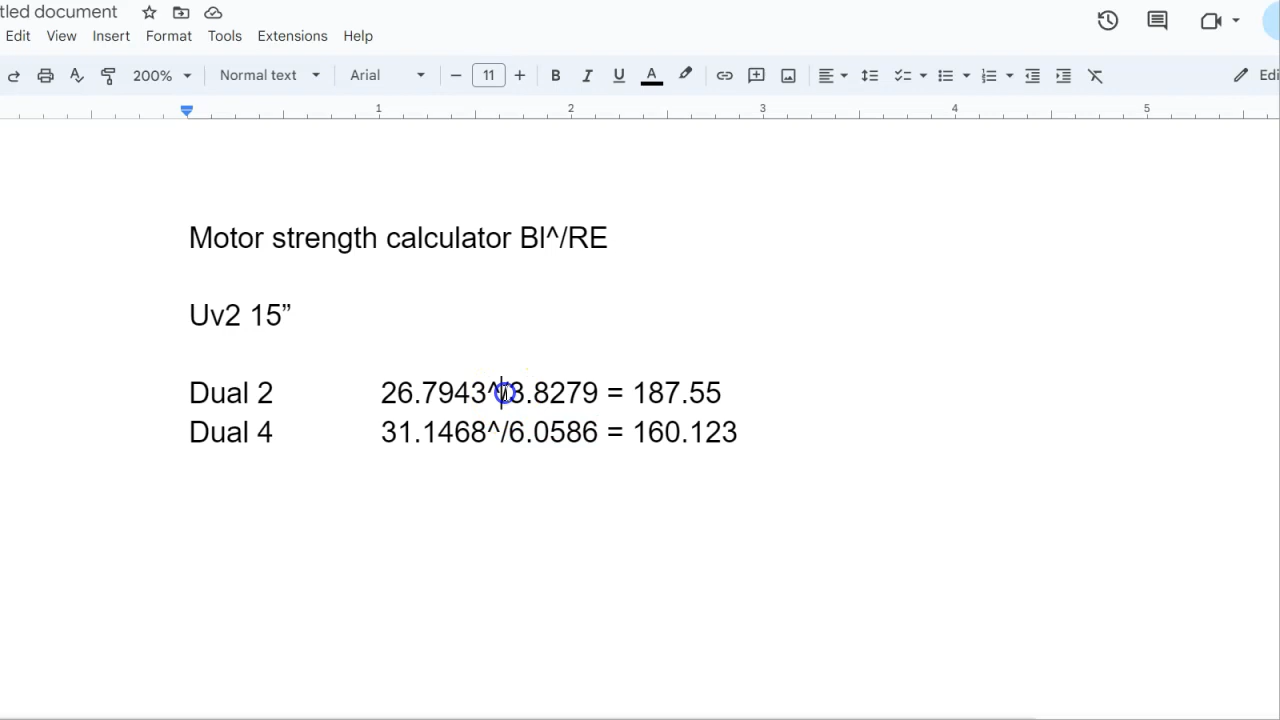 tled document
Edit View Insert Format Tools Extensions Help
200% Normal text Arial − 11 + B I U A Edi
1 2 3 4 5
Motor strength calculator Bl^/RE
Uv2 15”
Dual 2 26.7943^/3.8279 = 187.55
Dual 4 31.1468^/6.0586 = 160.123